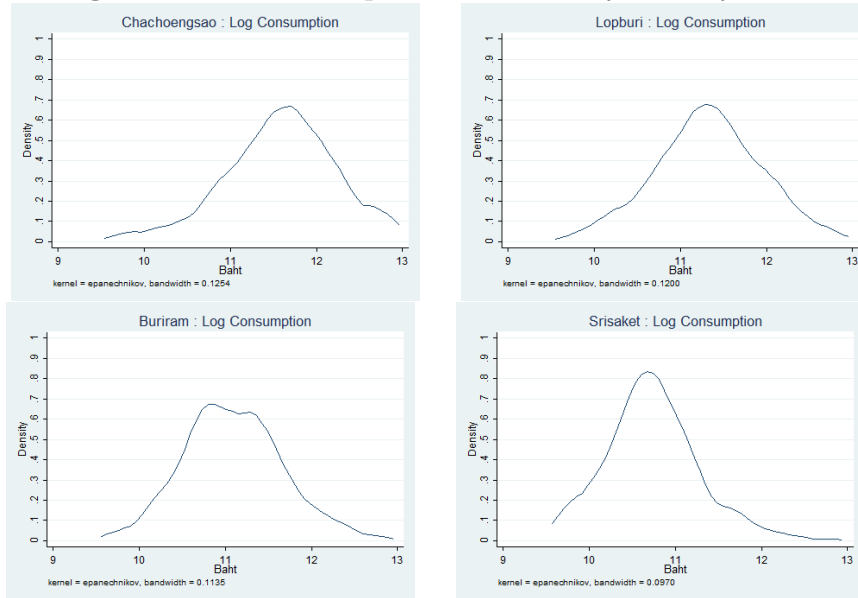 Chachoengsao : Log Consumption
Density
0 .1 .2 .3 .4 .5 .6 .7 .8 .9 1
9 10 11 12 13
Baht
kernel = epanechnikov, bandwidth = 0.1254
Lopburi : Log Consumption
Density
0 .1 .2 .3 .4 .5 .6 .7 .8 .9 1
9 10 11 12 13
Baht
kernel = epanechnikov, bandwidth = 0.1200
Buriram : Log Consumption
Density
0 .1 .2 .3 .4 .5 .6 .7 .8 .9 1
9 10 11 12 13
Baht
kernel = epanechnikov, bandwidth = 0.1135
Srisaket : Log Consumption
Density
0 .1 .2 .3 .4 .5 .6 .7 .8 .9 1
9 10 11 12 13
Baht
kernel = epanechnikov, bandwidth = 0.0970